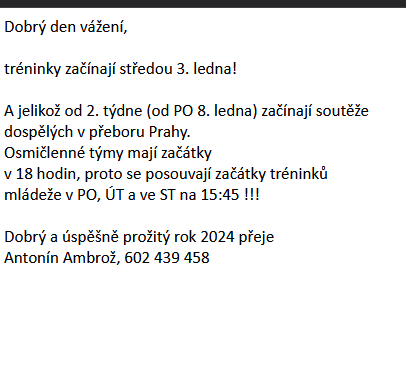 Dobrý den vážení,
tréninky začínají středou 3. ledna!
A jelikož od 2. týdne (od PO 8. ledna) začínají soutěže
dospělých v přeboru Prahy.
Osmičlenné týmy mají začátky
v 18 hodin, proto se posouvají začátky tréninků
mládeže v PO, ÚT a ve ST na 15:45 !!!
Dobrý a úspěšně prožitý rok 2024 přeje
Antonín Ambrož, 602 439 458